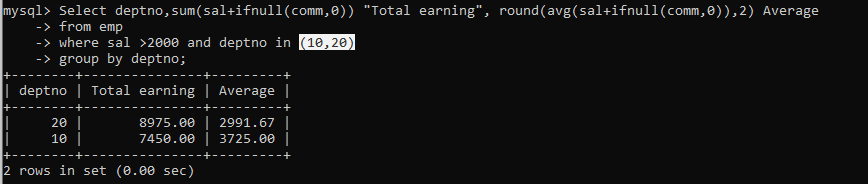 mysql> Select deptno,sum(sal+ifnull(comm,0)) "Total earning", round(avg(sal+ifnull(comm,0)),2) Average
    -> from emp
    -> where sal >2000 and deptno in (10,20)
    -> group by deptno;
+--------+---------------+---------+
| deptno | Total earning | Average |
+--------+---------------+---------+
|     20 |       8975.00 | 2991.67 |
|     10 |       7450.00 | 3725.00 |
+--------+---------------+---------+
2 rows in set (0.00 sec)